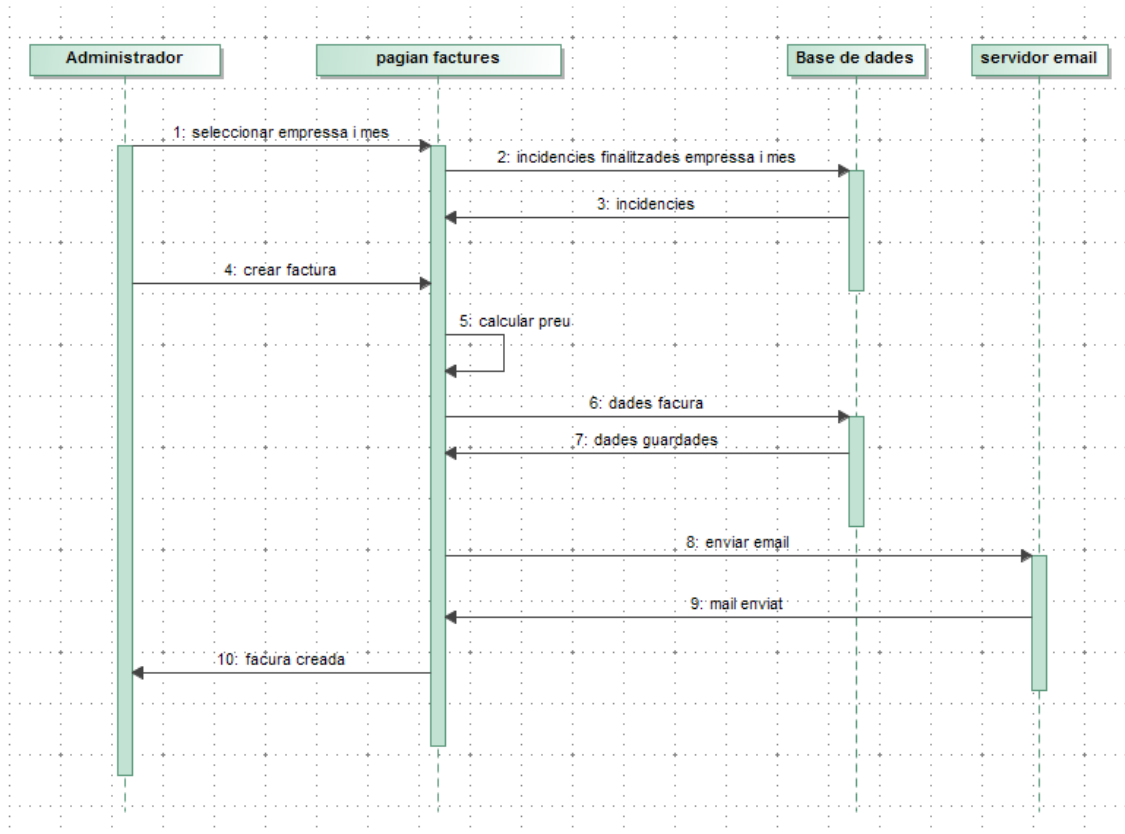 Administrador
pagian factures
Base de dades
servidor email
1: seleccionar empressa i mes
2: incidencies finalitzades empressa i mes
3: incidencies
4: crear factura
5: calcular preu
6: dades facura
7: dades guardades
8: enviar email
9: mail enviat
10: facura creada